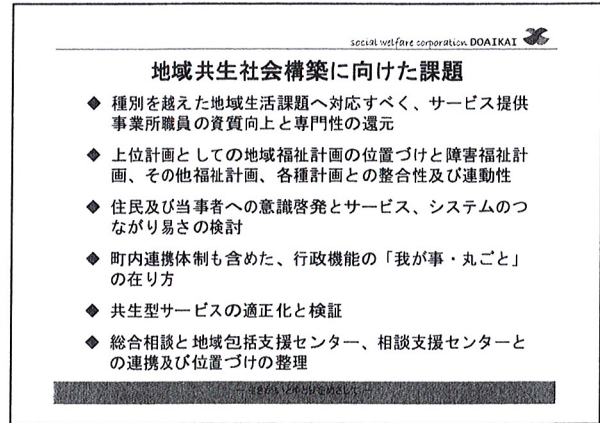 social welfare corporation DOAIKAI
地域共生社会構築に向けた課題
◆ 種別を越えた地域生活課題へ対応すべく、サービス提供
事業所職員の資質向上と専門性の還元
◆ 上位計画としての地域福祉計画の位置づけと障害福祉計
画、その他福祉計画、各種計画との整合性及び連動性
◆ 住民及び当事者への意識啓発とサービス、システムのつ
ながり易さの検討
◆ 町内連携体制も含めた、行政機能の「我が事・丸ごと」
の在り方
◆ 共生型サービスの適正化と検証
◆ 総合相談と地域包括支援センター、相談支援センターと
の連携及び位置づけの整理